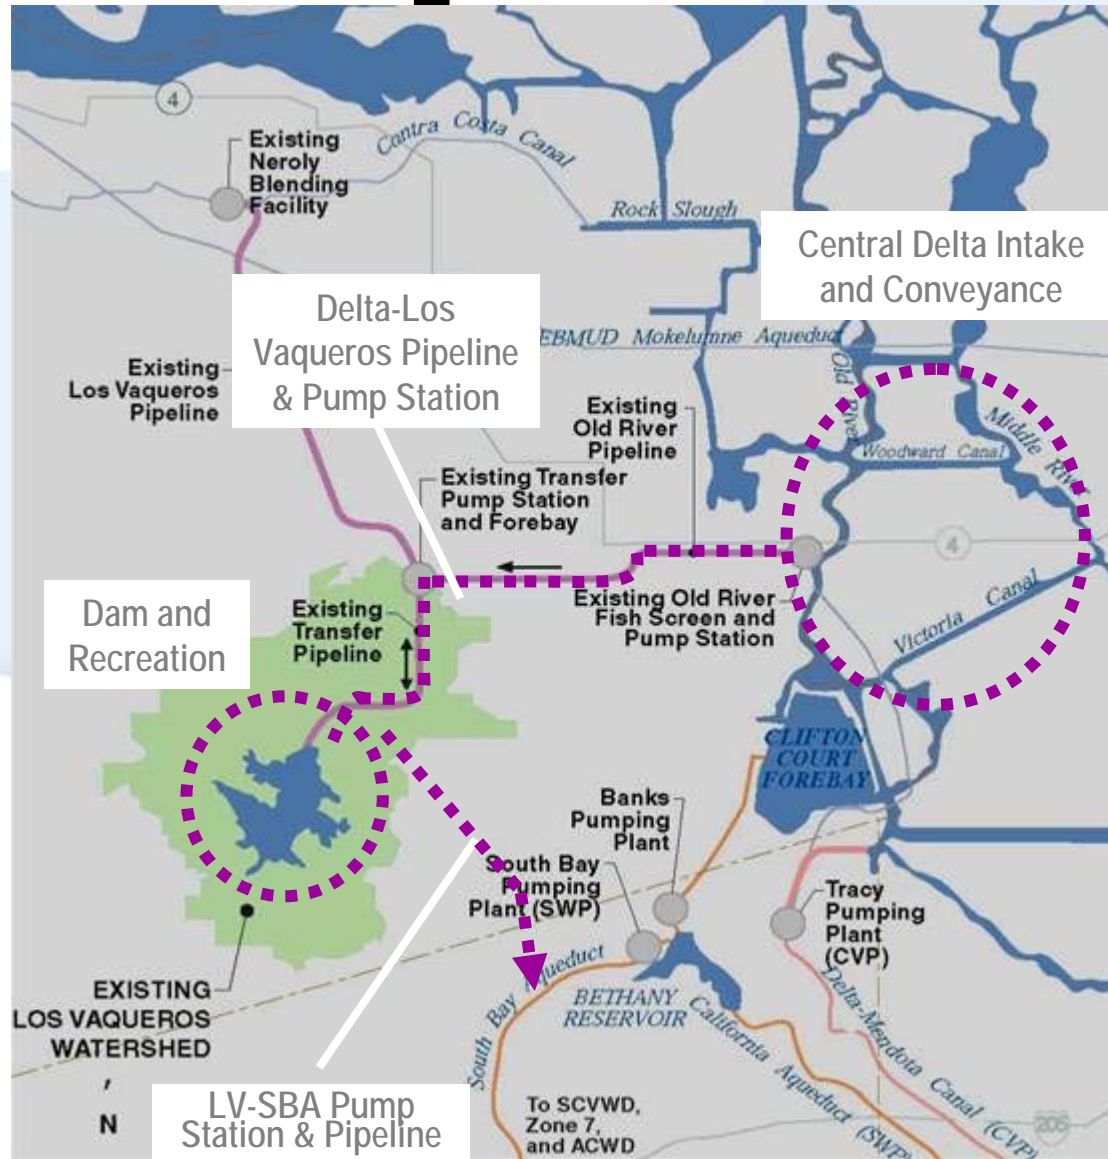 4
Existing
Neroly
Blending
Facility
Contra Costa Canal
Rock Slough
Central Delta Intake
and Conveyance
Delta-Los
Vaqueros Pipeline
& Pump Station
EBMUD Mokelumne Aqueduct
Old River
Existing
Los Vaqueros
Pipeline
Existing
Old River
Pipeline
Middle River
Woodward Canal
Existing Transfer
Pump Station
and Forebay
4
Dam and
Recreation
Existing
Transfer
Pipeline
Existing Old River
Fish Screen and
Pump Station
Victoria Canal
CLIFTON
COURT
FOREBAY
Banks
Pumping
Plant
South Bay
Pumping
Plant (SWP)
Tracy
Pumping
Plant
(CVP)
South Bay Aqueduct
BETHANY
RESERVOIR
California Aqueduct (SWP)
Delta-Mendota Canal (CVP)
EXISTING
LOS VAQUEROS
WATERSHED
N
LV-SBA Pump
Station & Pipeline
To SCVWD,
Zone 7,
and ACWD
205